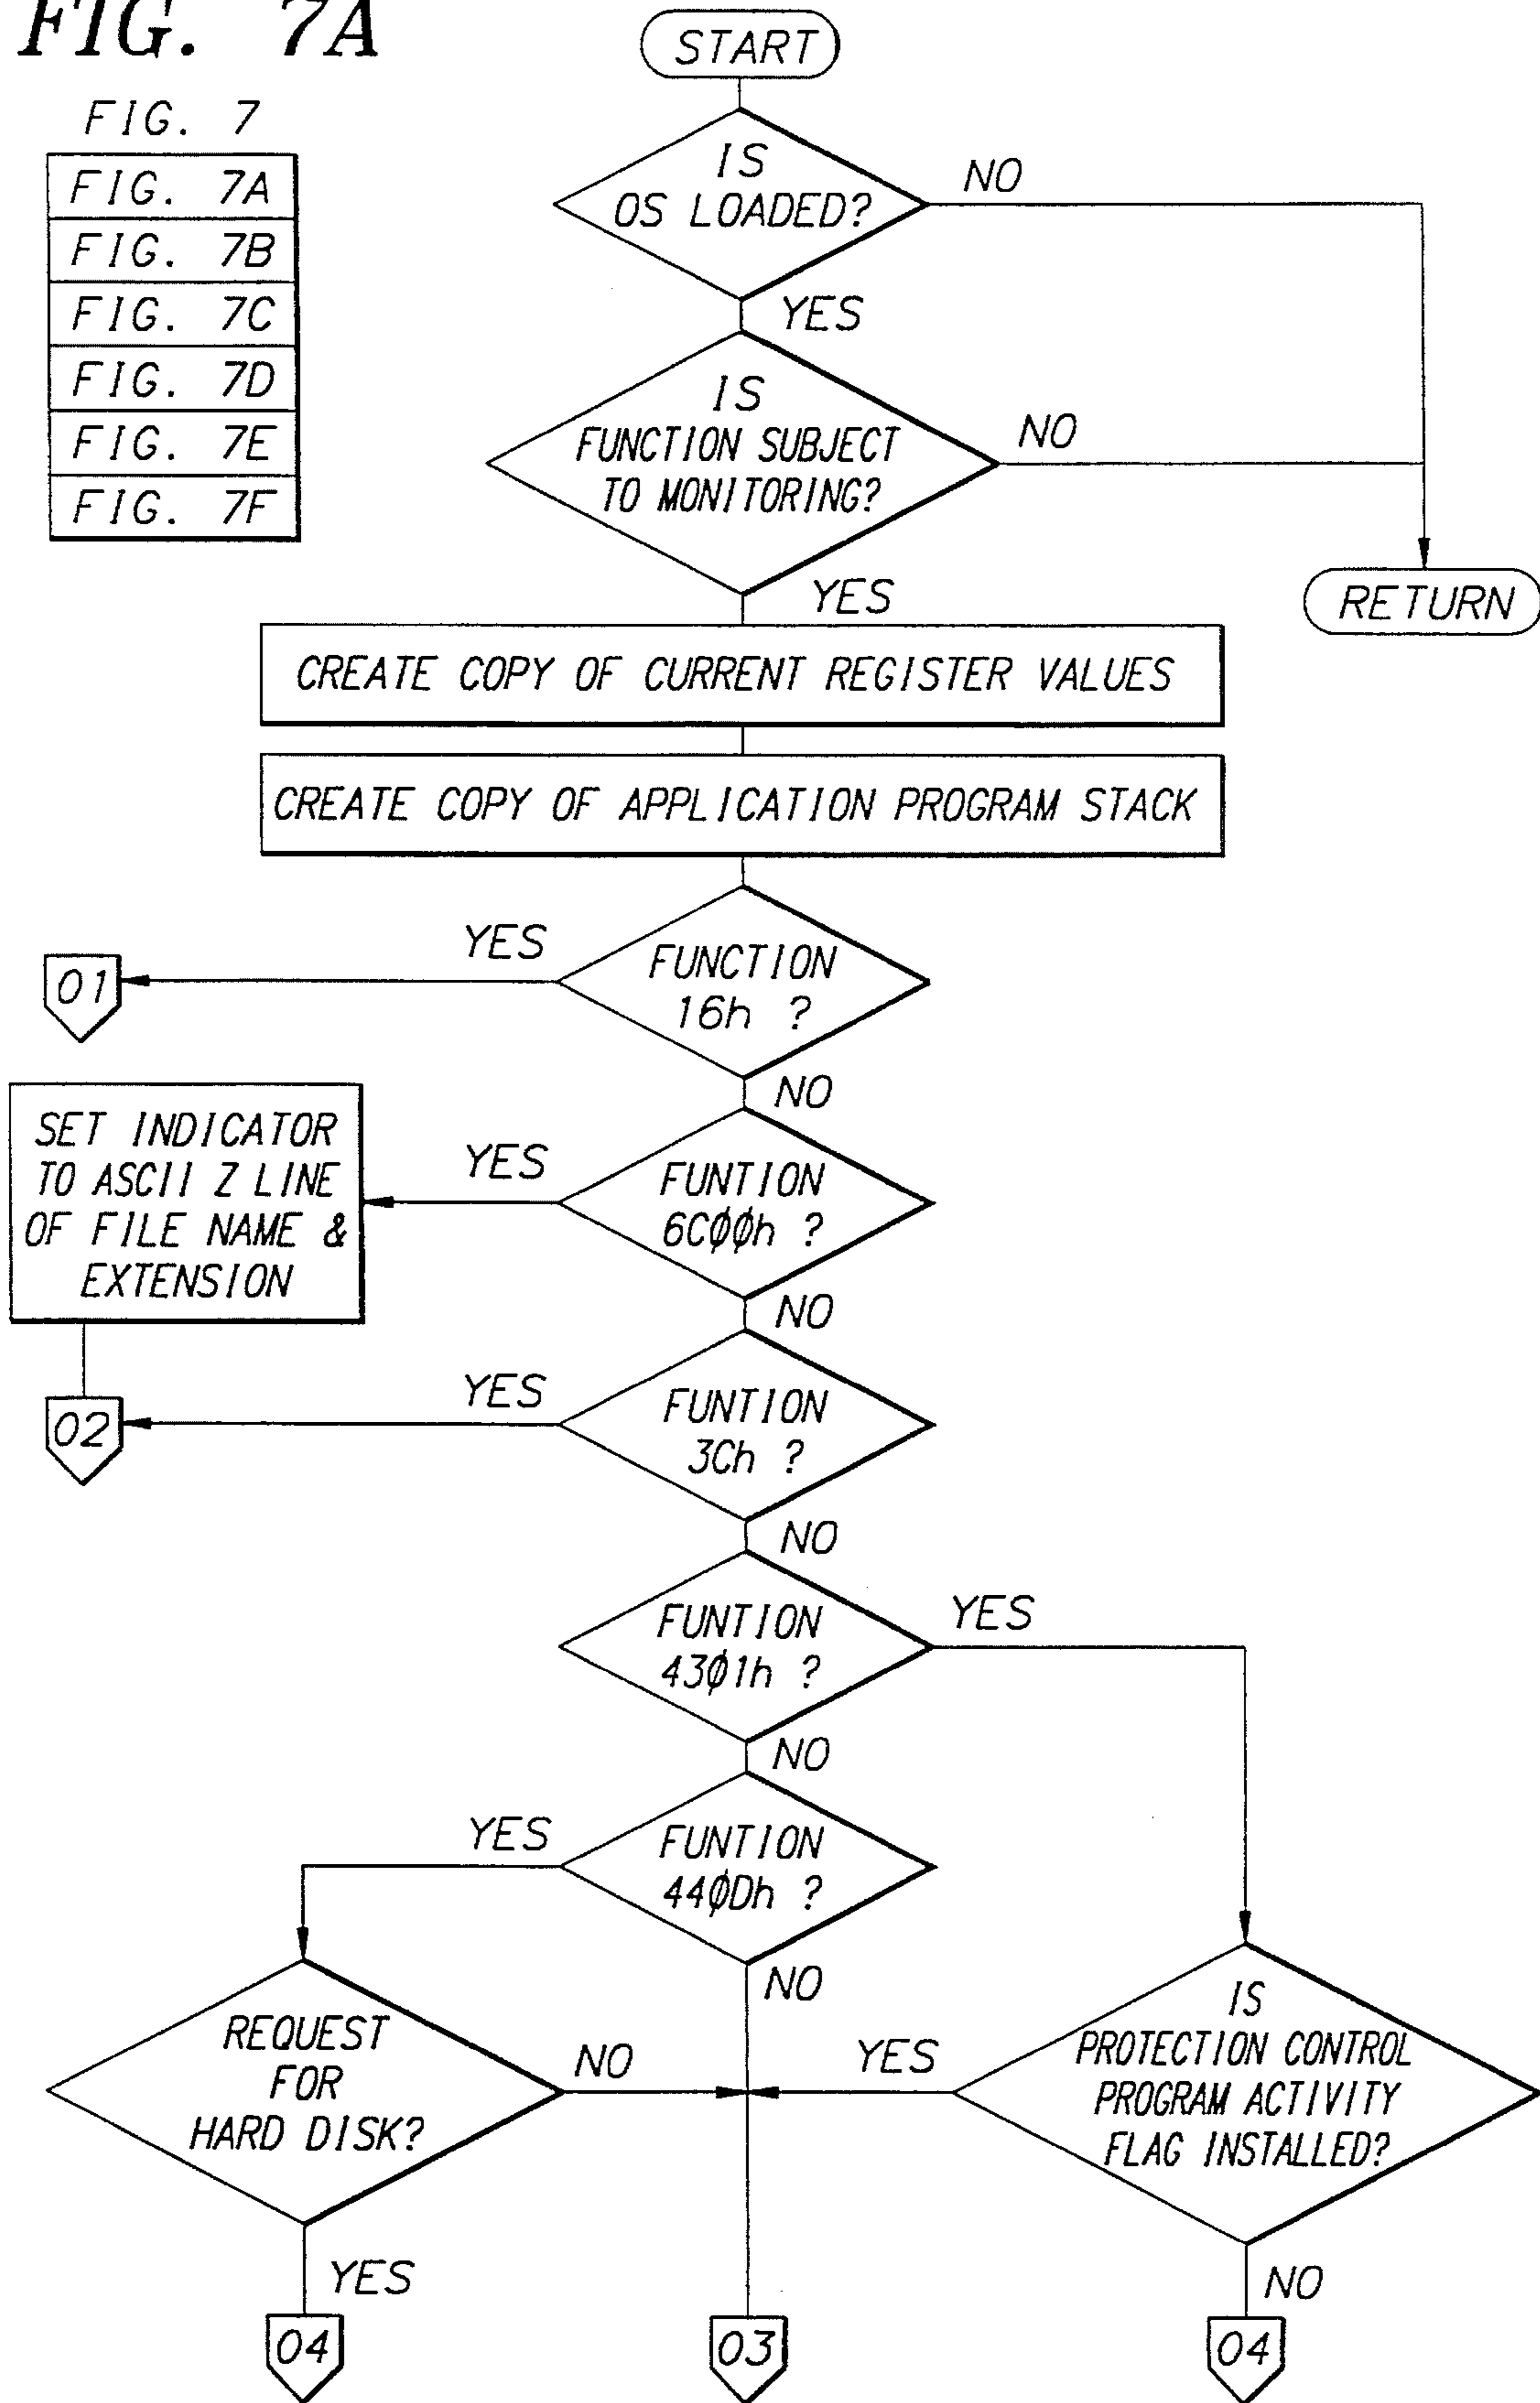 FIG. 7A
FIG. 7
FIG. 7A
FIG. 7B
FIG. 7C
FIG. 7D
FIG. 7E
FIG. 7F
START
IS
OS LOADED?
NO
YES
IS
FUNCTION SUBJECT
TO MONITORING?
NO
YES
RETURN
CREATE COPY OF CURRENT REGISTER VALUES
CREATE COPY OF APPLICATION PROGRAM STACK
FUNCTION
16h ?
YES
01
NO
FUNTION
6CØØh ?
YES
SET INDICATOR
TO ASCII Z LINE
OF FILE NAME &
EXTENSION
NO
FUNTION
3Ch ?
YES
02
NO
FUNTION
43Ø1h ?
YES
NO
FUNTION
44ØDh ?
YES
NO
REQUEST
FOR
HARD DISK?
NO
YES
IS
PROTECTION CONTROL
PROGRAM ACTIVITY
FLAG INSTALLED?
YES
NO
04
03
04